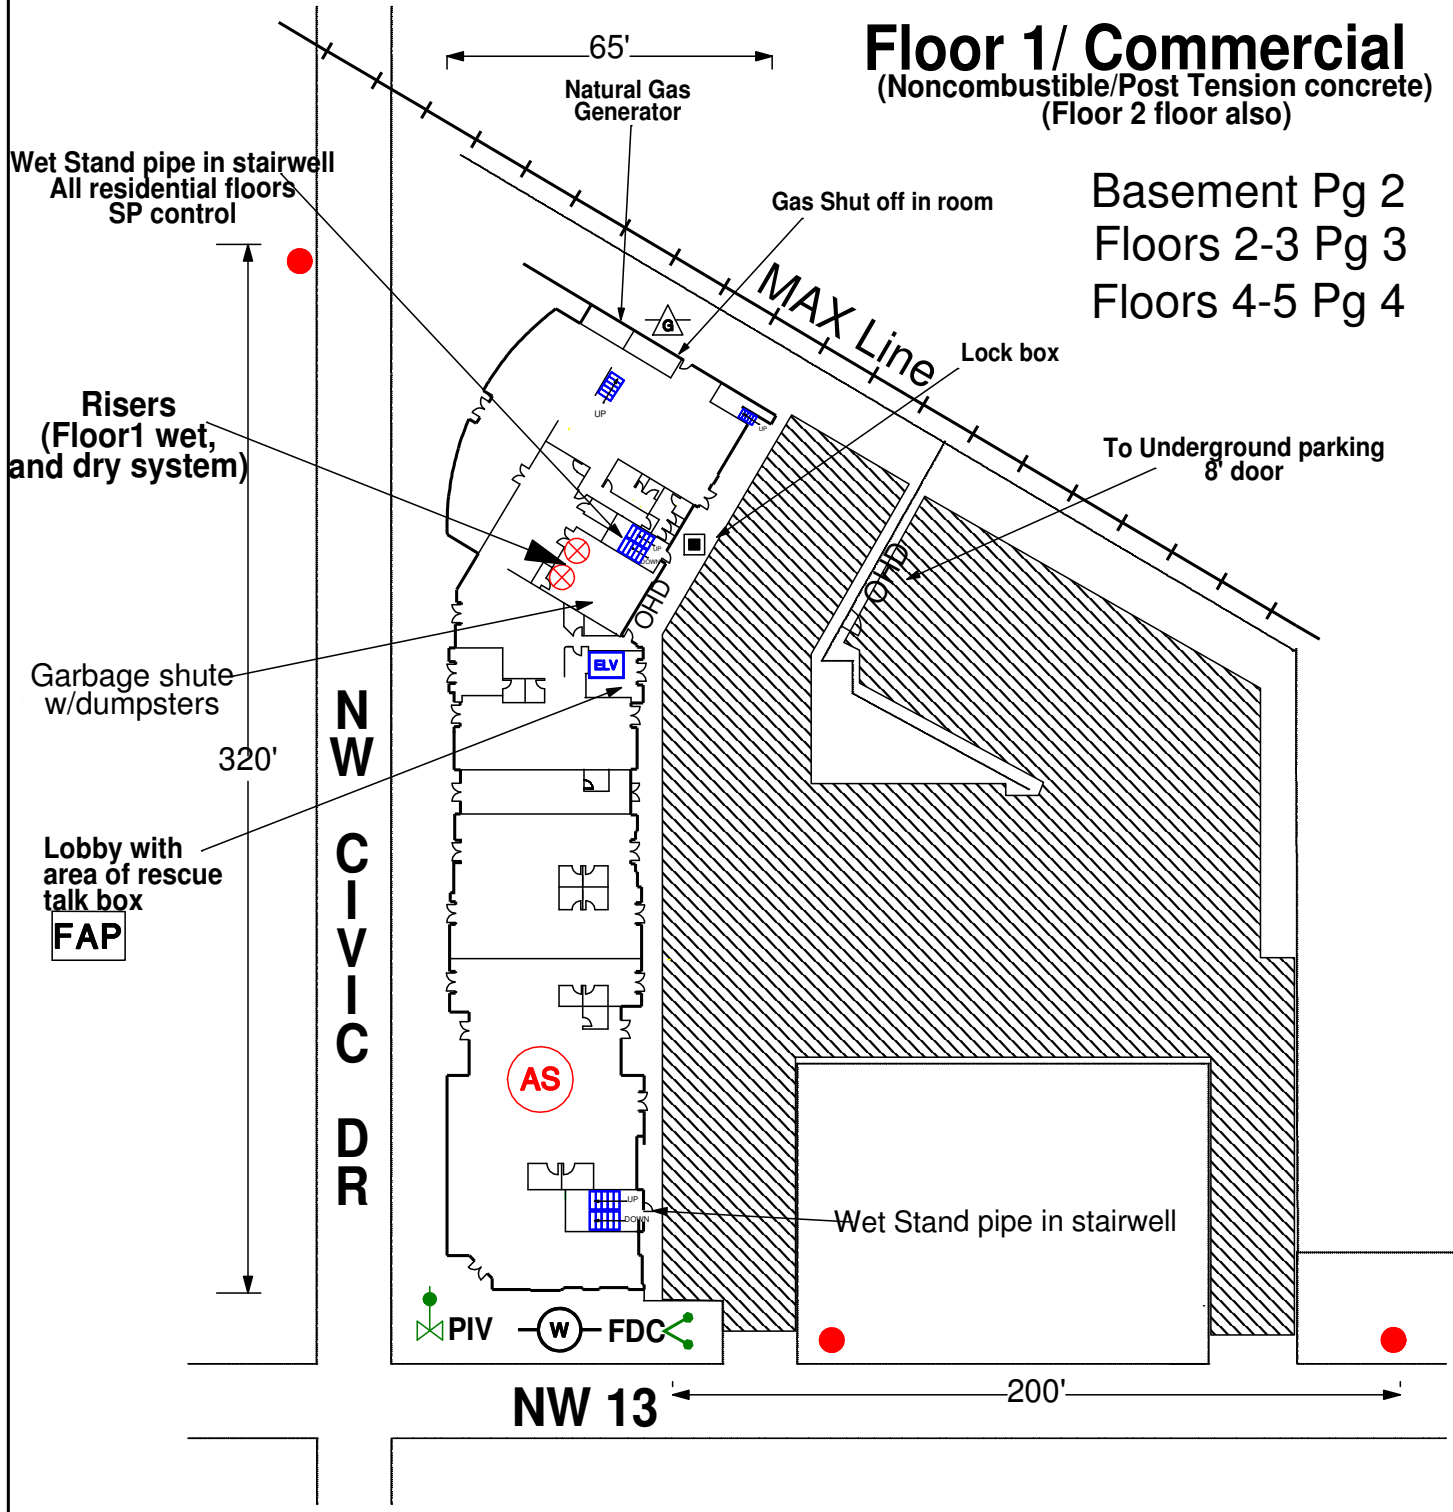 Floor 1/ Commercial
(Noncombustible/Post Tension concrete)
(Floor 2 floor also)
65'
Natural Gas
Generator
Wet Stand pipe in stairwell
All residential floors
SP control
Gas Shut off in room
Basement Pg 2
Floors 2-3 Pg 3
Floors 4-5 Pg 4
MAX Line
G
Lock box
UP
UP
Risers
(Floor1 wet,
and dry system)
To Underground parking
8' door
UP
DOWN
OHD
OHD
ELV
Garbage shute
w/dumpsters
320'
NW CIVIC DR
Lobby with
area of rescue
talk box
FAP
AS
UP
DOWN
Wet Stand pipe in stairwell
PIV
W
FDC
NW 13
200'